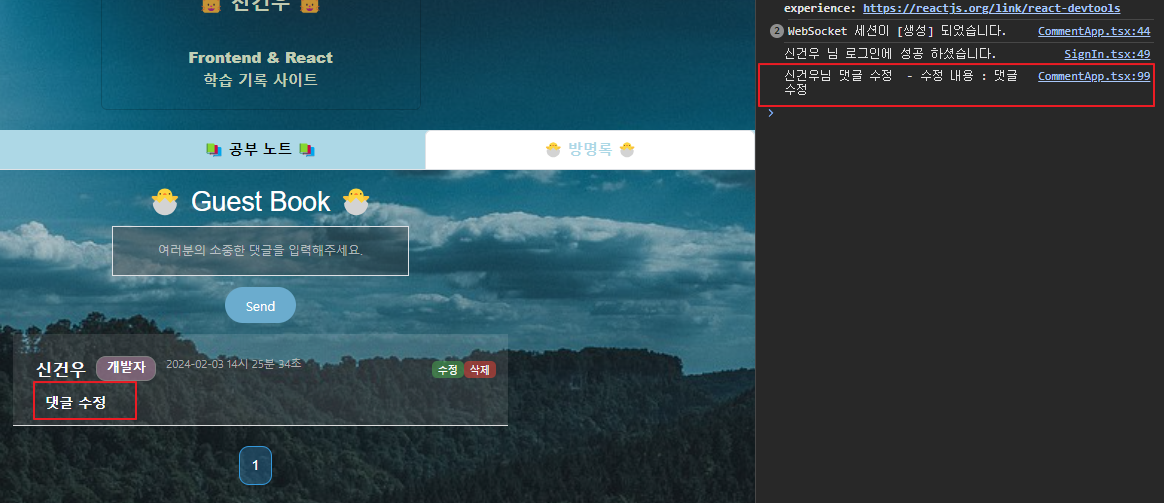 신건우
Frontend & React
학습 기록 사이트
공부 노트
방명록
Guest Book
여러분의 소중한 댓글을 입력해주세요.
Send
신건우 개발자 2024-02-03 14시 25분 34초 수정 삭제
댓글 수정
1
experience: https://reactjs.org/link/react-devtools
2 WebSocket 세션이 [생성] 되었습니다. CommentApp.tsx:44
신건우 님 로그인에 성공 하셨습니다. SignIn.tsx:49
신건우님 댓글 수정 - 수정 내용 : 댓글 CommentApp.tsx:99
수정
>